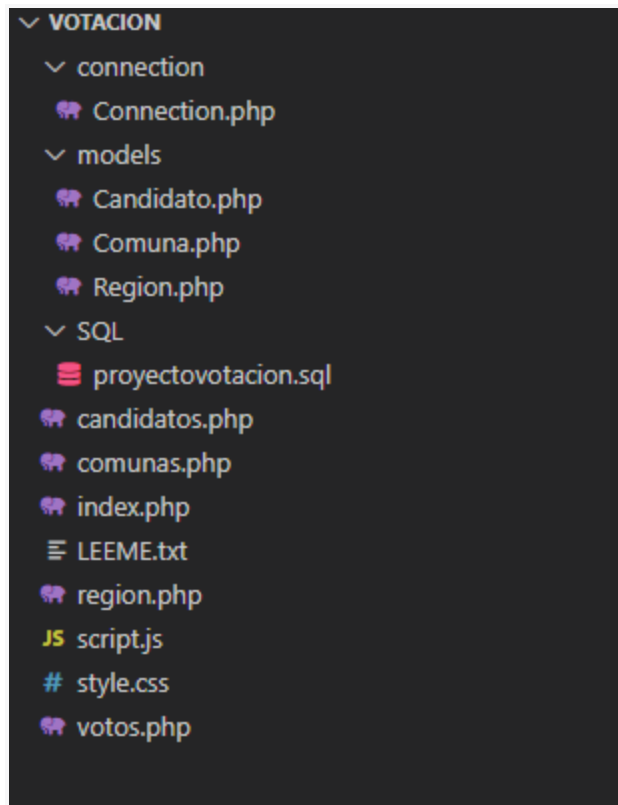 VOTACION
connection
Connection.php
models
Candidato.php
Comuna.php
Region.php
SQL
proyectovotacion.sql
candidatos.php
comunas.php
index.php
LEEME.txt
region.php
JS script.js
# style.css
votos.php